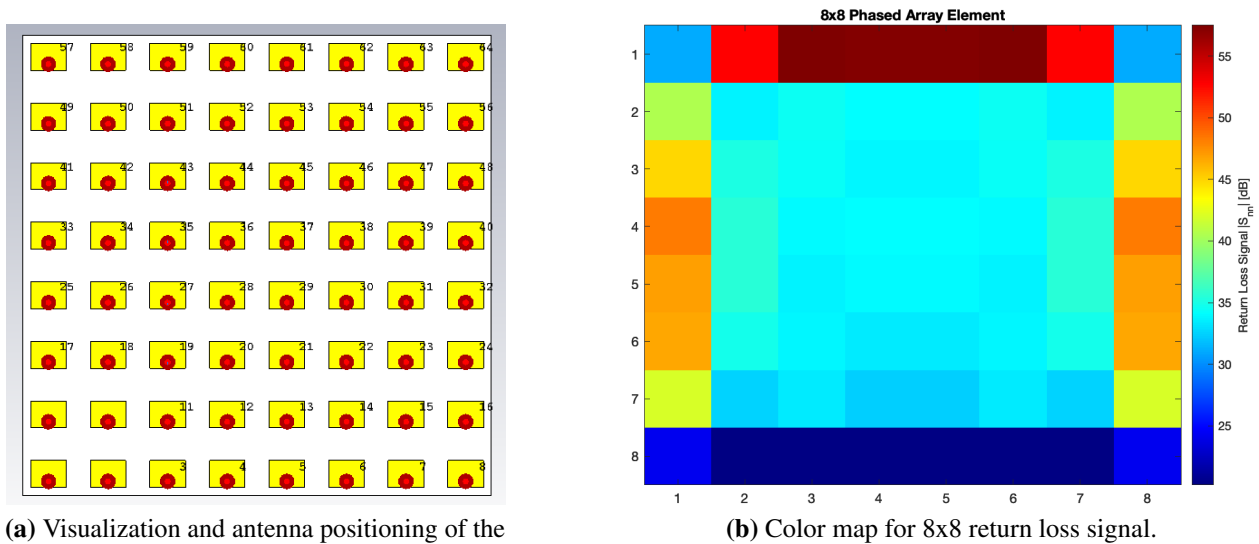 57 58 59 60 61 62 63 64
49 50 51 52 53 54 55 56
41 42 43 44 45 46 47 48
33 34 35 36 37 38 39 40
25 26 27 28 29 30 31 32
17 18 19 20 21 22 23 24
11 12 13 14 15 16
3 4 5 6 7 8
(a) Visualization and antenna positioning of the
8x8 Phased Array Element
1
2
3
4
5
6
7
8
1 2 3 4 5 6 7 8
55
50
45
40
35
30
25
Return Loss Signal |S_nn| [dB]
(b) Color map for 8x8 return loss signal.